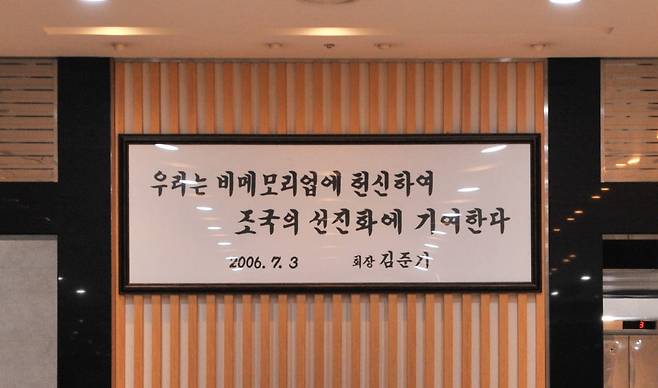 우리는 비메모리업에 헌신하여
조국의 선진화에 기여한다
2006. 7. 3 회장 김준기
3